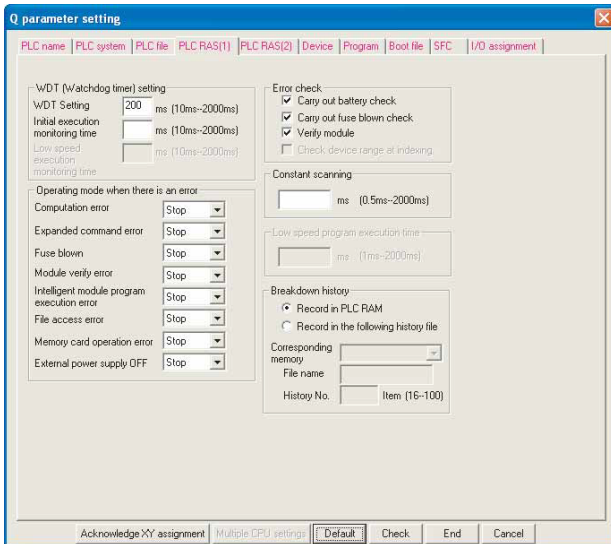 Q parameter setting
PLC name PLC system PLC file PLC RAS(1) PLC RAS(2) Device Program Boot file SFC I/O assignment
WDT (Watchdog timer) setting
WDT Setting 200 ms (10ms--2000ms)
Initial execution
monitoring time ms (10ms--2000ms)
Low speed
execution
monitoring time ms (10ms--2000ms)
Operating mode when there is an error
Computation error Stop
Expanded command error Stop
Fuse blown Stop
Module verify error Stop
Intelligent module program
execution error Stop
File access error Stop
Memory card operation error Stop
External power supply OFF Stop
Error check
Carry out battery check
Carry out fuse blown check
Verify module
Check device range at indexing.
Constant scanning
ms (0.5ms--2000ms)
Low speed program execution time
ms (1ms--2000ms)
Breakdown history
Record in PLC RAM
Record in the following history file
Corresponding
memory
File name
History No. Item (16--100)
Acknowledge XY assignment Multiple CPU settings Default Check End Cancel